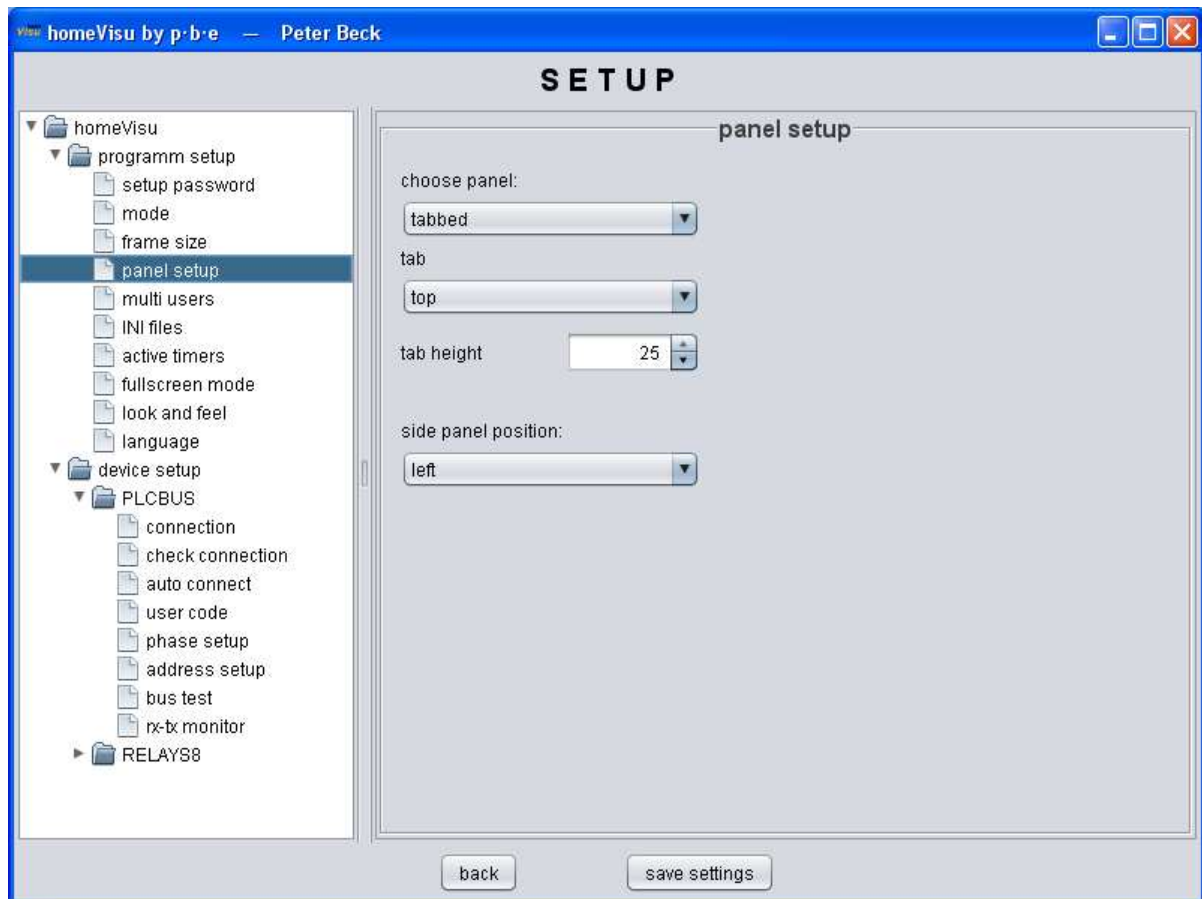 Visu homeVisu by p·b·e — Peter Beck
SETUP
homeVisu
programm setup
setup password
mode
frame size
panel setup
multi users
INI files
active timers
fullscreen mode
look and feel
language
device setup
PLCBUS
connection
check connection
auto connect
user code
phase setup
address setup
bus test
rx-tx monitor
RELAYS8
panel setup
choose panel:
tabbed
tab
top
tab height 25
side panel position:
left
back save settings